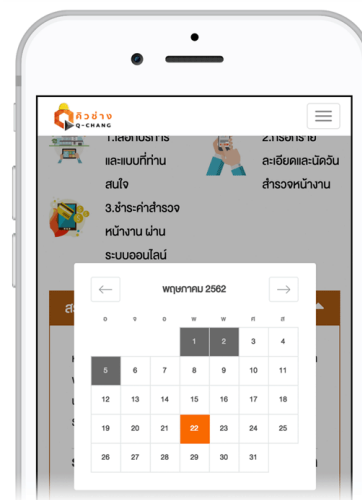 คิวช่าง
Q-CHANG
1.เลือกบริการ
และแบบที่ท่าน
สนใจ
2.กรอกราย
ละเอียดและนัดวัน
สำรวจหน้างาน
3.ชำระค่าสำรวจ
หน้างาน ผ่าน
ระบบออนไลน์
พฤษภาคม 2562
อ จ อ พ พ ศ ส
1 2 3 4
5 6 7 8 9 10 11
12 13 14 15 16 17 18
19 20 21 22 23 24 25
26 27 28 29 30 31